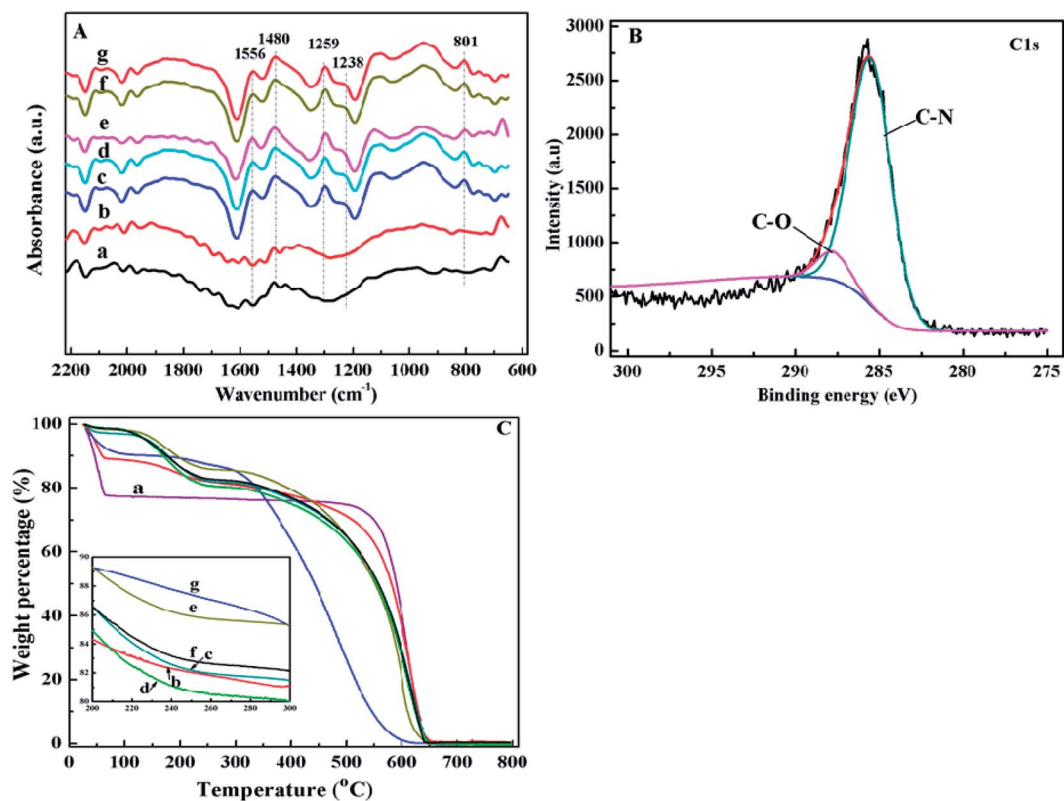 A
1556
1480
1259
1238
801
g
f
e
d
c
b
a
Absorbance (a.u.)
2200 2000 1800 1600 1400 1200 1000 800 600
Wavenumber (cm-1)
B
C1s
3000
2500
2000
1500
1000
500
0
C-N
C-O
Intensity (a.u)
300 295 290 285 280 275
Binding energy (eV)
C
100
80
60
40
20
0
a
Weight percentage (%)
90
88
86
84
82
80
g
e
f c
b
d
200 220 240 260 280 300
0 100 200 300 400 500 600 700 800
Temperature (oC)